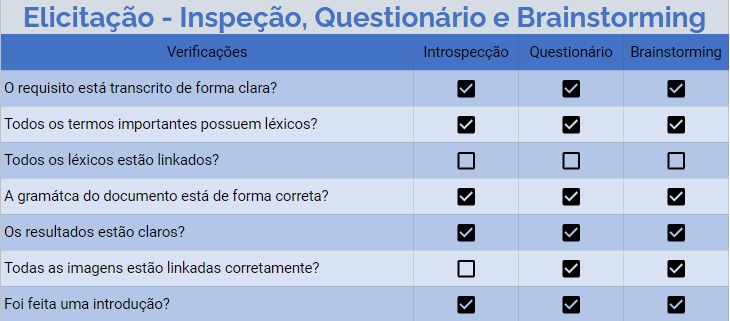 Elicitação - Inspeção, Questionário e Brainstorming
Verificações Introspecção Questionário Brainstorming
O requisito está transcrito de forma clara?
Todos os termos importantes possuem léxicos?
Todos os léxicos estão linkados?
A gramátca do documento está de forma correta?
Os resultados estão claros?
Todas as imagens estão linkadas corretamente?
Foi feita uma introdução?